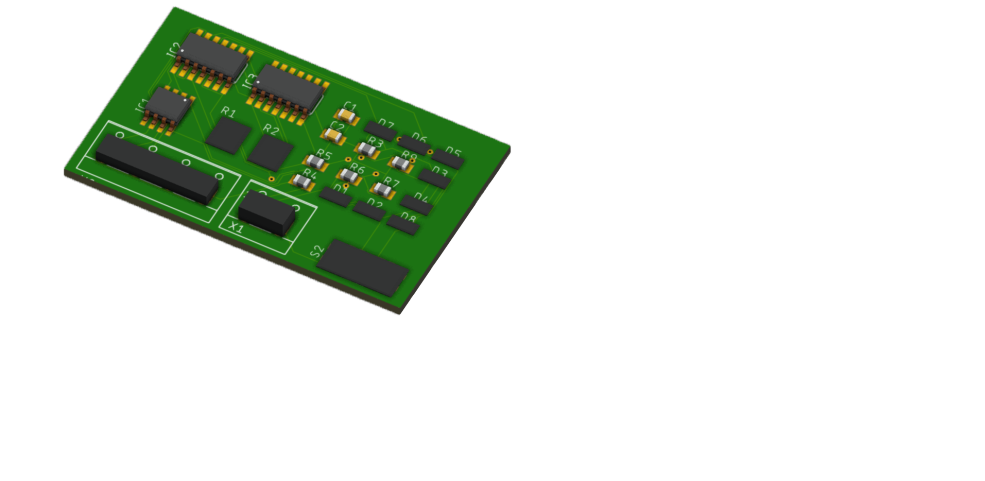 IC2
IC3
IC1
C1
C2
R1
R2
D7
D6
D5
R3
R8
D3
R5
R6
R4
R7
D1
D2
D4
D8
X1
S2